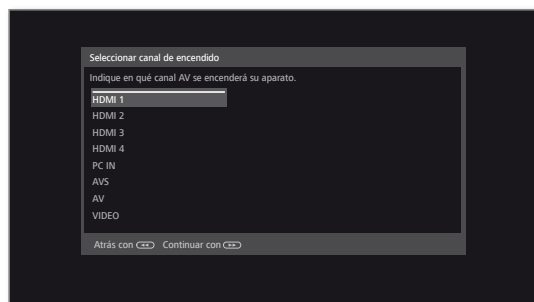 Seleccionar canal de encendido
Indique en qué canal AV se encenderá su aparato.
HDMI 1
HDMI 2
HDMI 3
HDMI 4
PC IN
AVS
AV
VIDEO
Atrás con ◀◀ Continuar con ▶▶